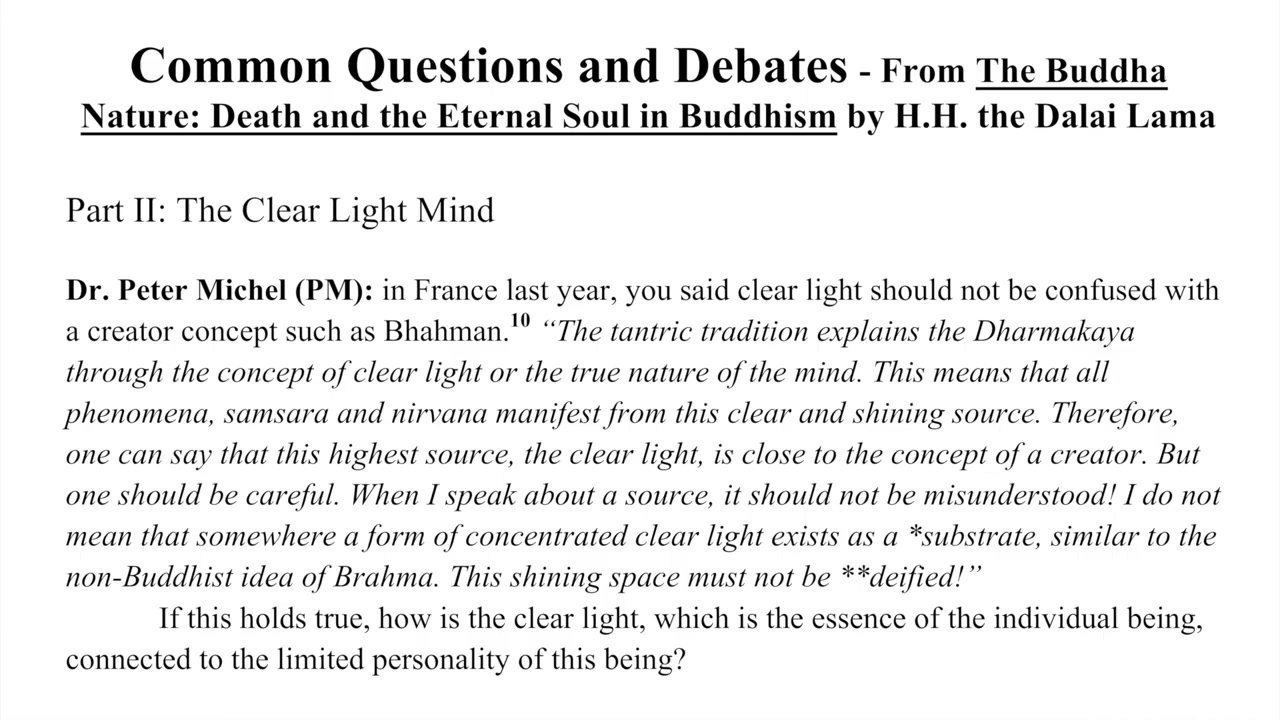 Common Questions and Debates - From The Buddha
Nature: Death and the Eternal Soul in Buddhism by H.H. the Dalai Lama
Part II: The Clear Light Mind
Dr. Peter Michel (PM): in France last year, you said clear light should not be confused with
a creator concept such as Bhahman.10 “The tantric tradition explains the Dharmakaya
through the concept of clear light or the true nature of the mind. This means that all
phenomena, samsara and nirvana manifest from this clear and shining source. Therefore,
one can say that this highest source, the clear light, is close to the concept of a creator. But
one should be careful. When I speak about a source, it should not be misunderstood! I do not
mean that somewhere a form of concentrated clear light exists as a *substrate, similar to the
non-Buddhist idea of Brahma. This shining space must not be **deified!”
If this holds true, how is the clear light, which is the essence of the individual being,
connected to the limited personality of this being?